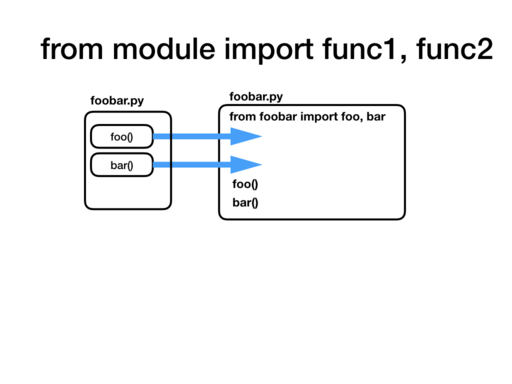 from module import func1, func2
foobar.py
foo()
bar()
foobar.py
from foobar import foo, bar
foo()
bar()